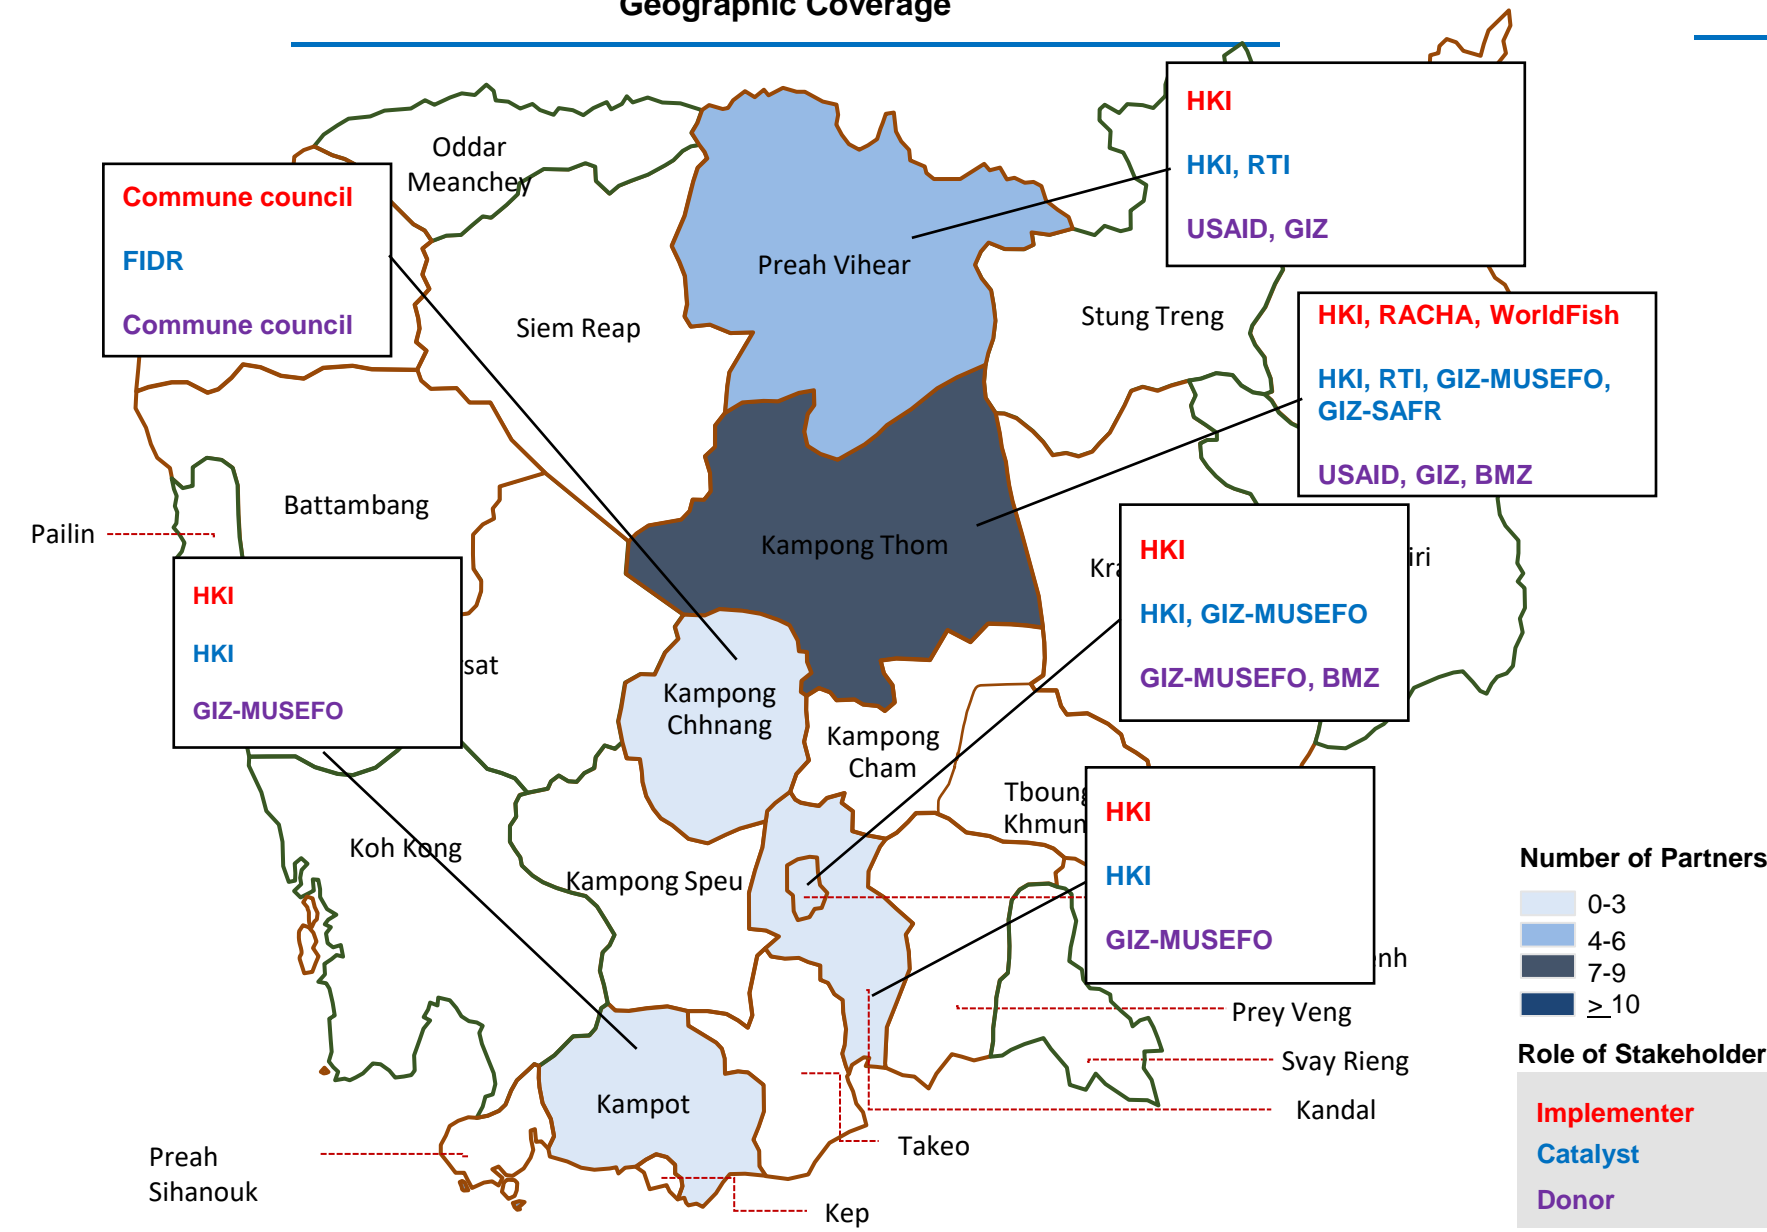 Geographic Coverage
Oddar
Meanchey
HKI
HKI, RTI
USAID, GIZ
Commune council
FIDR
Commune council
Preah Vihear
Siem Reap
Stung Treng
HKI, RACHA, WorldFish
HKI, RTI, GIZ-MUSEFO,
GIZ-SAFR
USAID, GIZ, BMZ
Battambang
Pailin
Kampong Thom
Kra
iri
HKI
HKI, GIZ-MUSEFO
GIZ-MUSEFO, BMZ
HKI
HKI
GIZ-MUSEFO
sat
Kampong
Chhnang
Kampong
Cham
Tboung
Khmun
HKI
HKI
GIZ-MUSEFO
Koh Kong
Kampong Speu
nh
Number of Partners
0-3
4-6
7-9
≥ 10
Prey Veng
Svay Rieng
Kandal
Kampot
Takeo
Preah
Sihanouk
Kep
Role of Stakeholder
Implementer
Catalyst
Donor